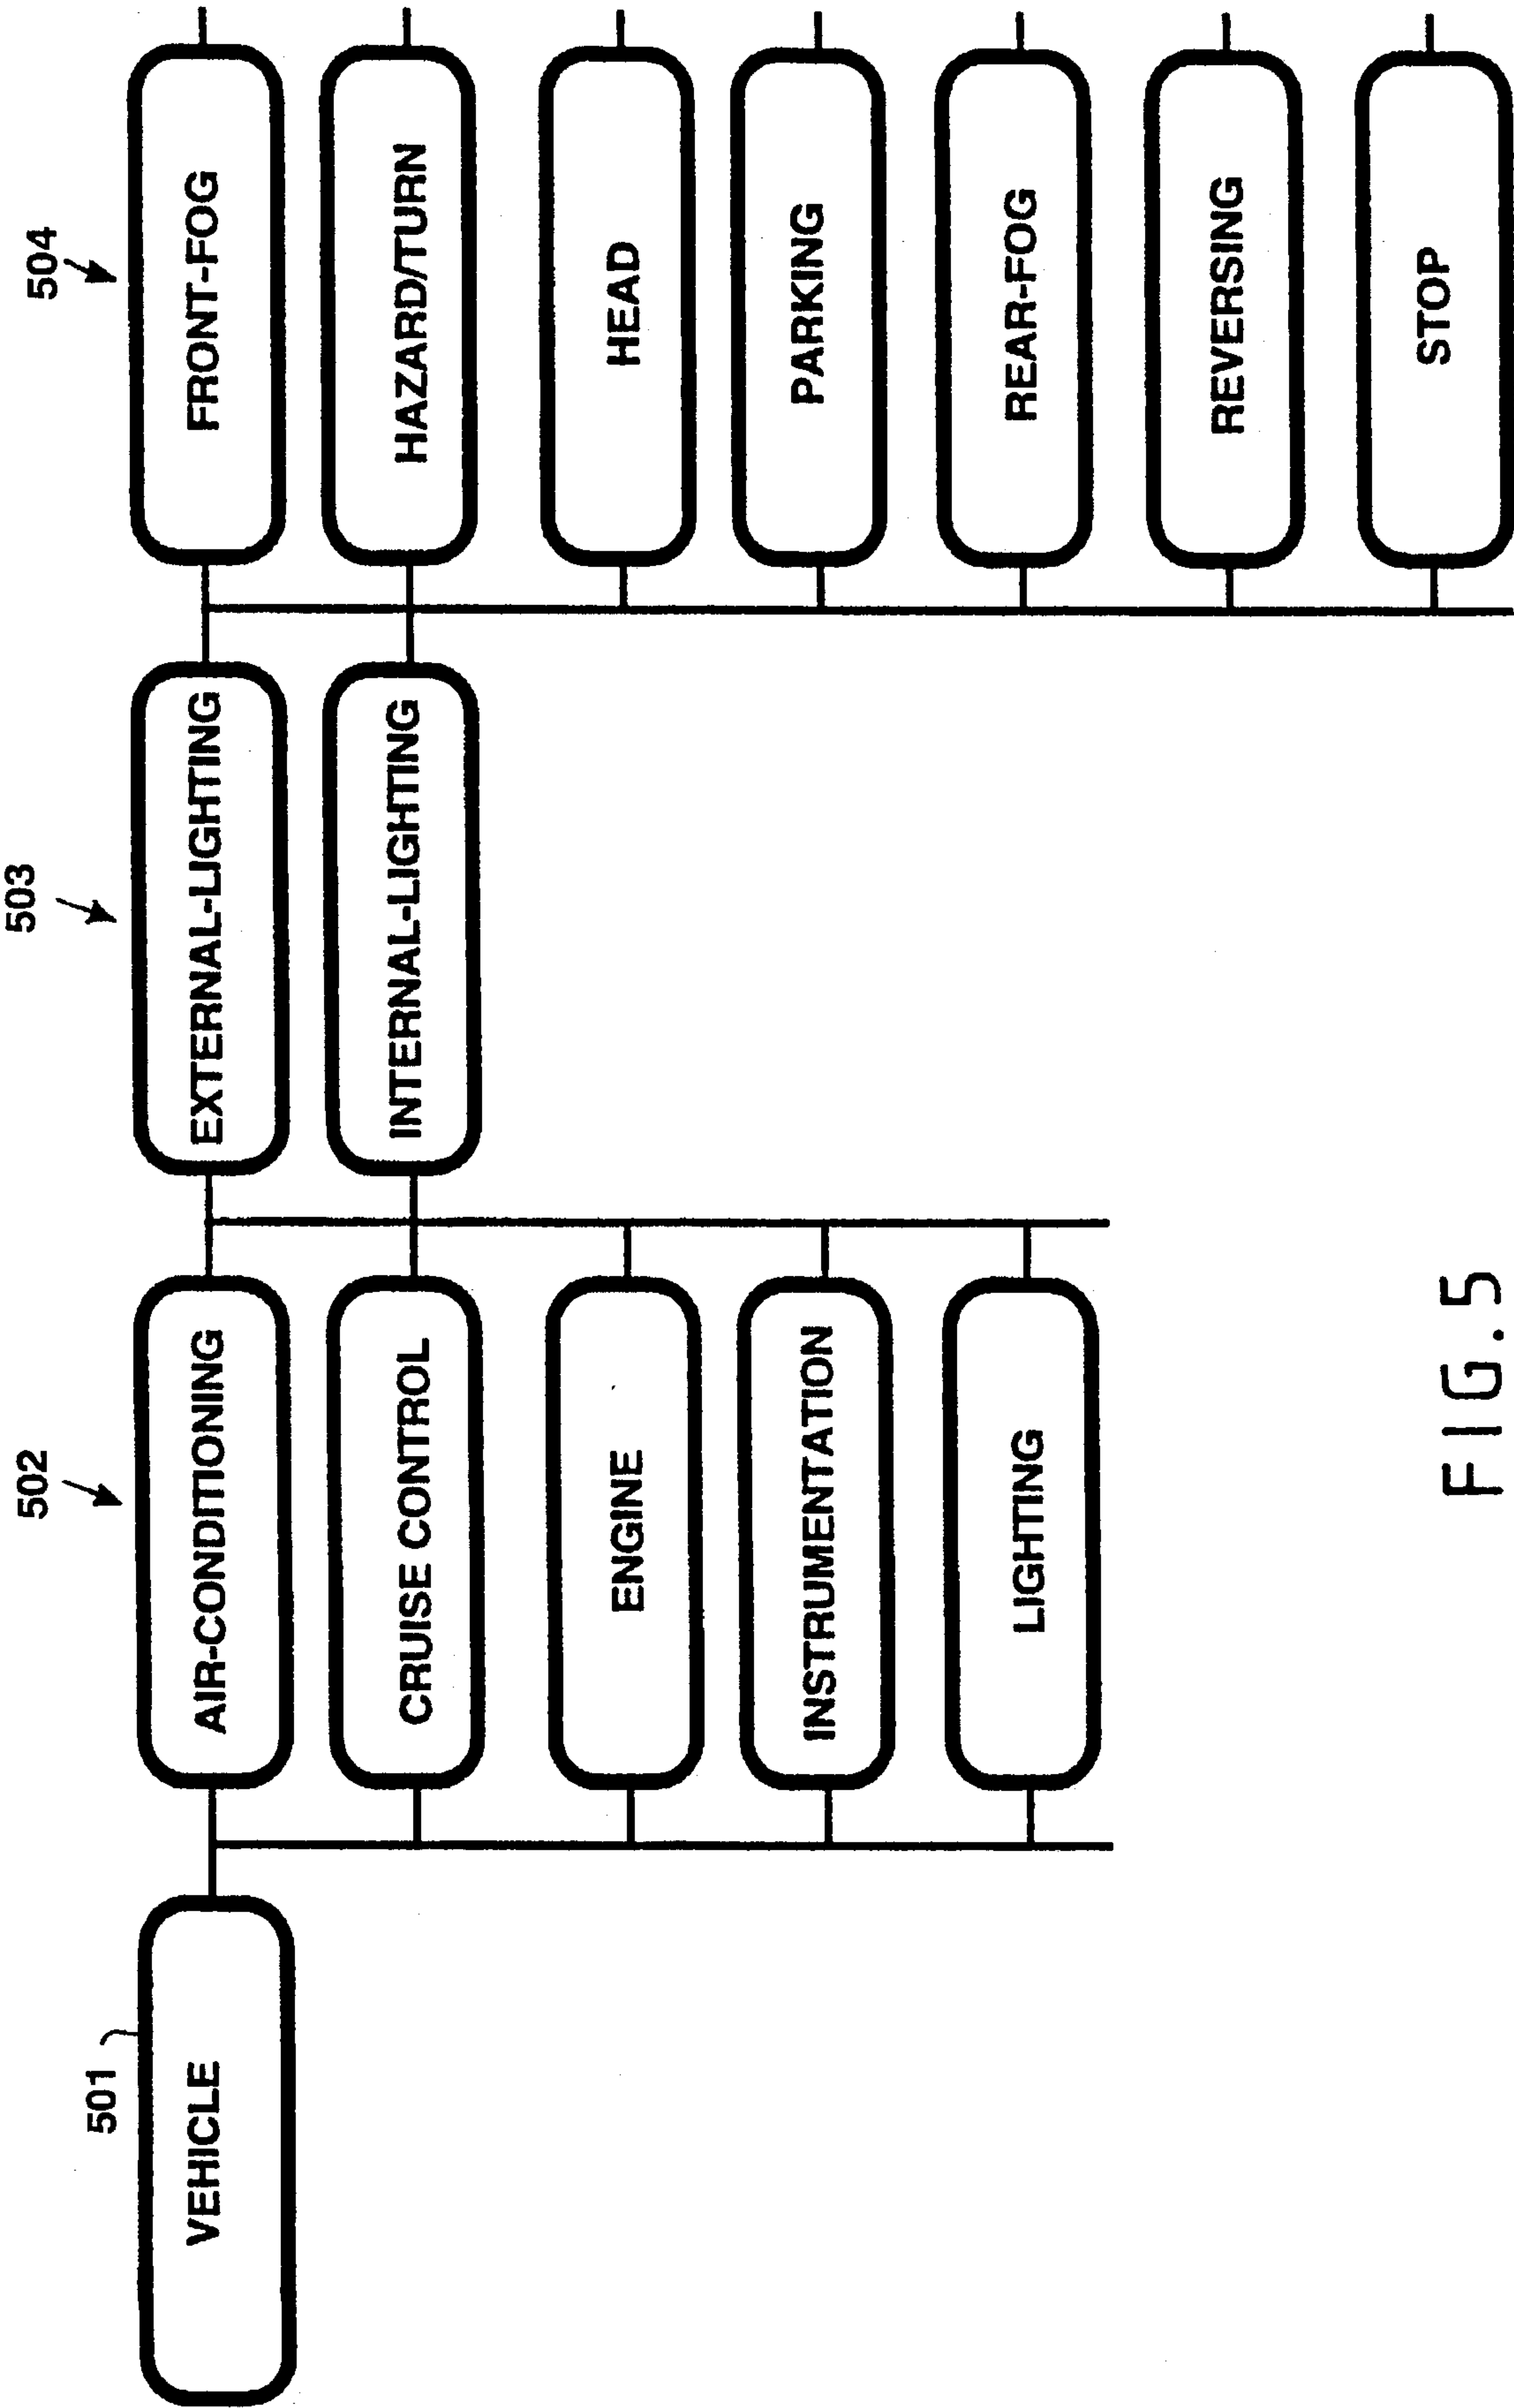 501
VEHICLE
502
AIR-CONDITIONING
CRUISE CONTROL
ENGINE
INSTRUMENTATION
LIGHTING
503
EXTERNAL-LIGHTING
INTERNAL-LIGHTING
504
FRONT-FOG
HAZARD/TURN
HEAD
PARKING
REAR-FOG
REVERSING
STOP
FIG.5